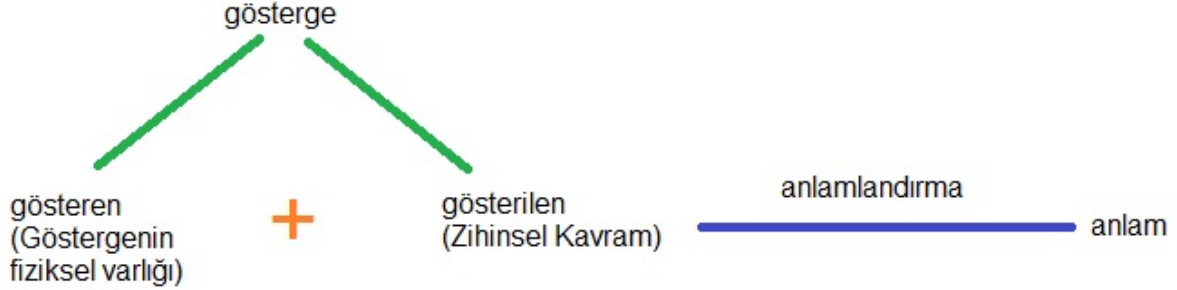 gösterge
gösteren
(Göstergenin
fiziksel varlığı)
+
gösterilen
(Zihinsel Kavram)
anlamlandırma
anlam